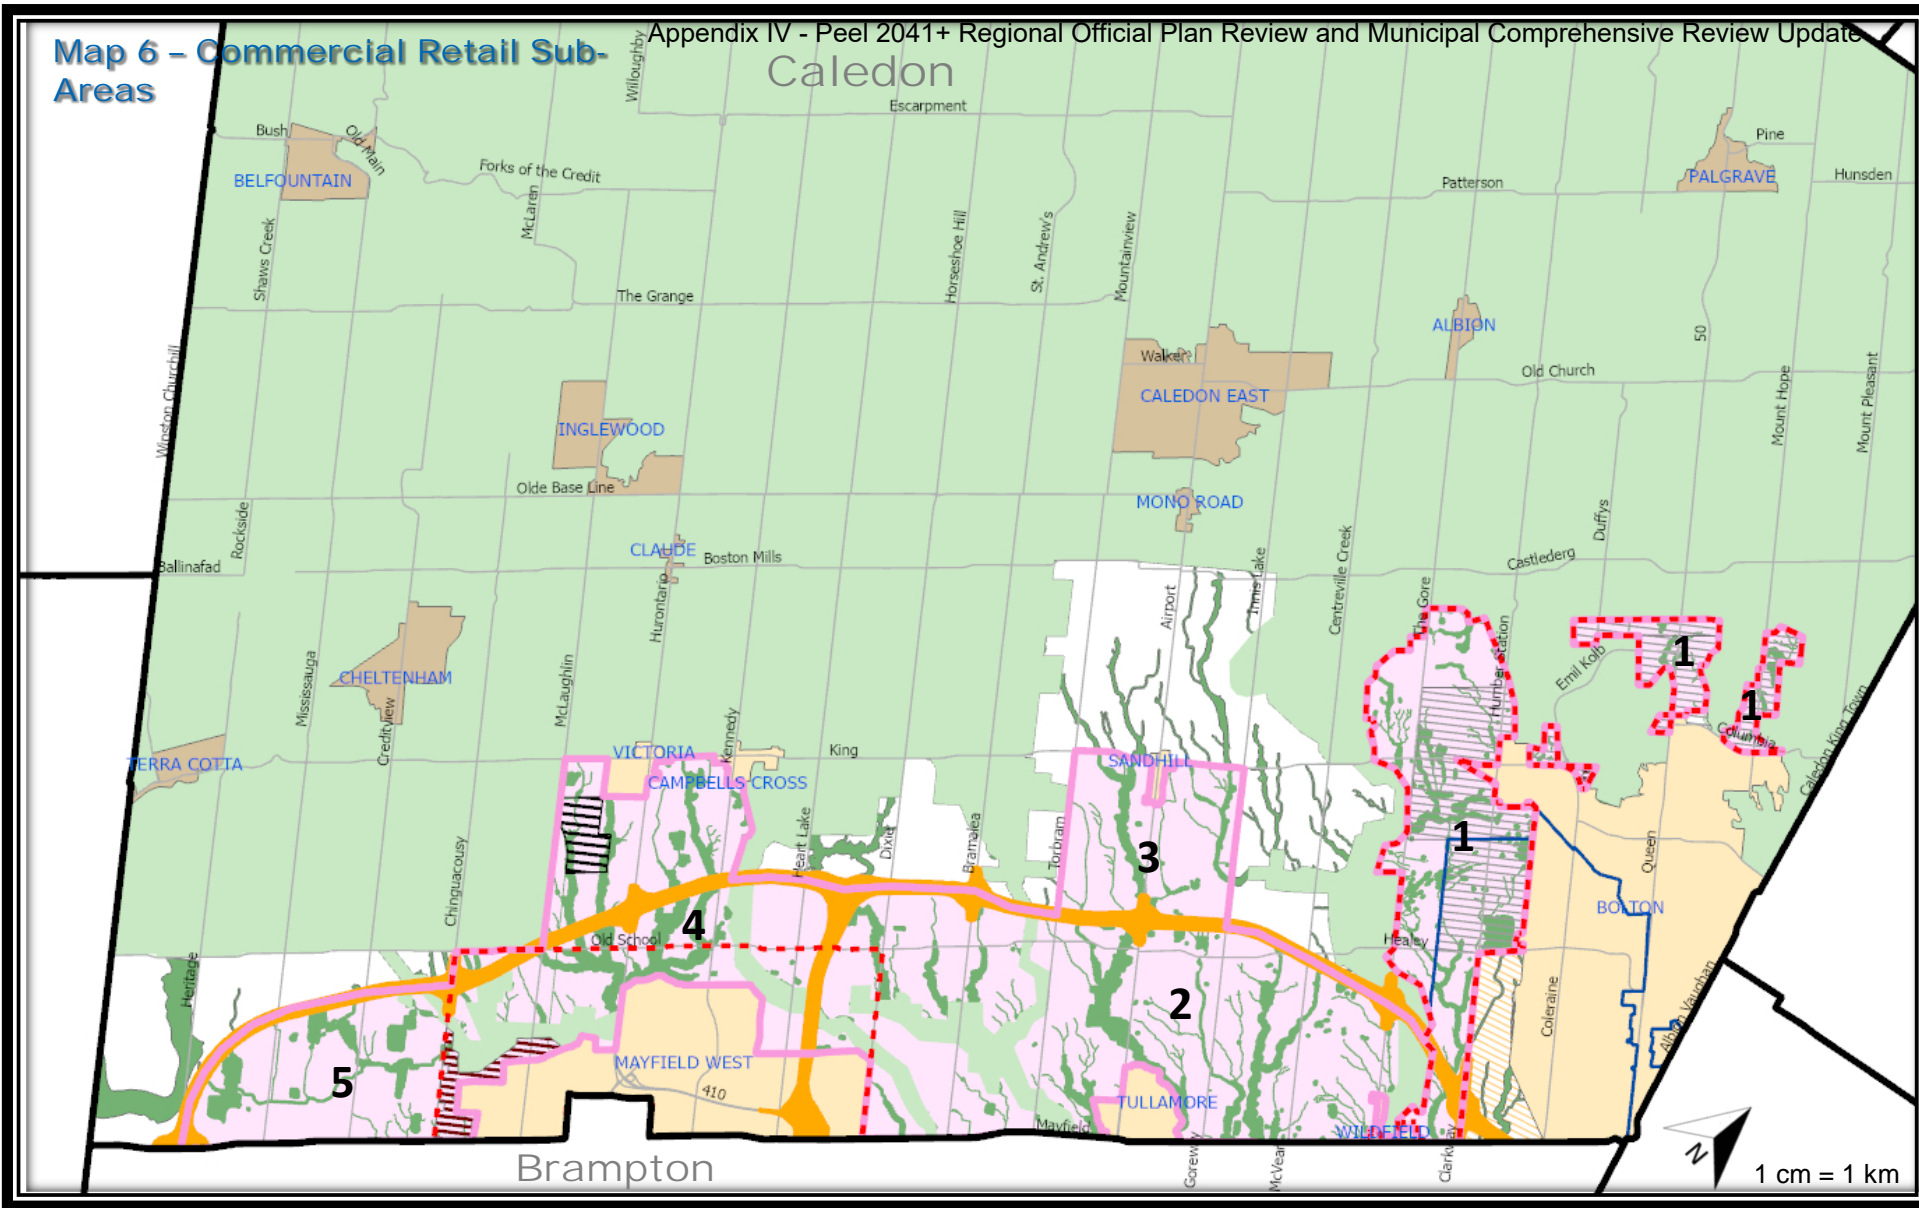 Appendix IV - Peel 2041+ Regional Official Plan Review and Municipal Comprehensive Review Update
Map 6 – Commercial Retail Sub-
Areas
Caledon
Willoughby
Escarpment
Bush
Old Main
Pine
BELFOUNTAIN
Forks of the Credit
PALGRAVE
Hunsden
Patterson
McLaren
Shaws Creek
Horseshoe Hill
St. Andrew's
Mountainview
The Grange
ALBION
50
Winston Churchill
Walker
Old Church
CALEDON EAST
Mount Hope
Mount Pleasant
INGLEWOOD
Olde Base Line
MONO ROAD
Rockside
Duffys
CLAUDE
Boston Mills
Ballinafad
Castlederg
Hurontario
Airport
Innis Lake
Centreville Creek
The Gore
Humber Station
Emil Kolb
1
1
Columbia
Caledon King Town
CHELTENHAM
Mississauga
Creditview
McLaughlin
Kennedy
King
VICTORIA
CAMPBELLS CROSS
TERRA COTTA
SANDHILL
Chinguacousy
Heart Lake
Dixie
Bramalea
Torbram
3
1
Queen
BOLTON
4
Old School
Healey
Heritage
2
Coleraine
Albion Vaughan
MAYFIELD WEST
410
5
TULLAMORE
Mayfield
WILDFIELD
Goreway
McVean
Clarkway
Brampton
N
1 cm = 1 km